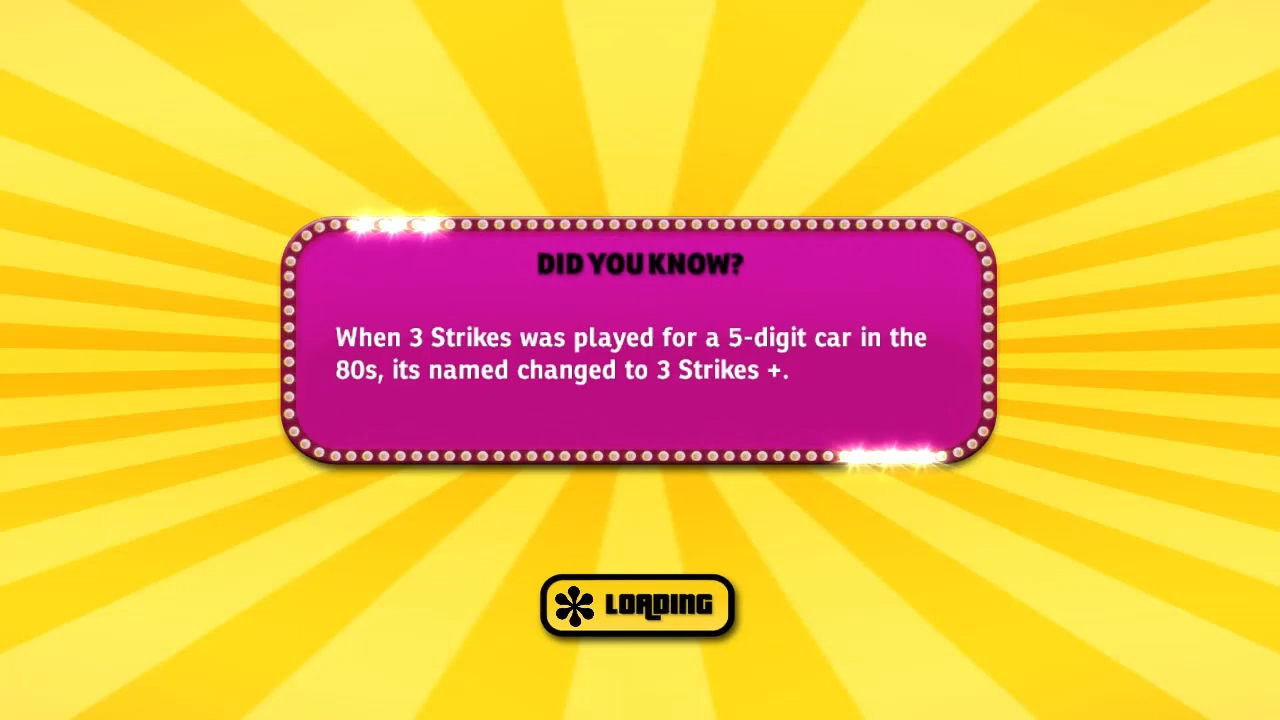 DID YOU KNOW?
When 3 Strikes was played for a 5-digit car in the
80s, its named changed to 3 Strikes +.
LOADING